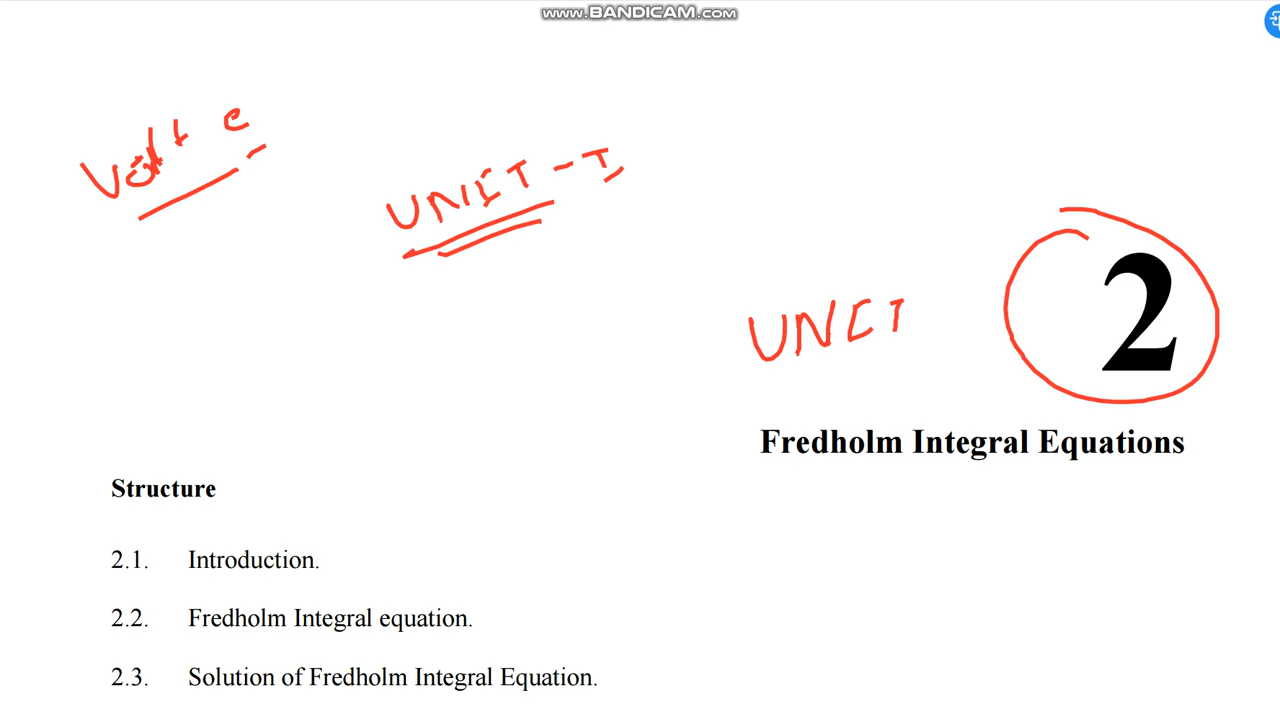 www.BANDICAM.com
UNIT - I
UNIT
2
Fredholm Integral Equations
Structure
2.1. Introduction.
2.2. Fredholm Integral equation.
2.3. Solution of Fredholm Integral Equation.